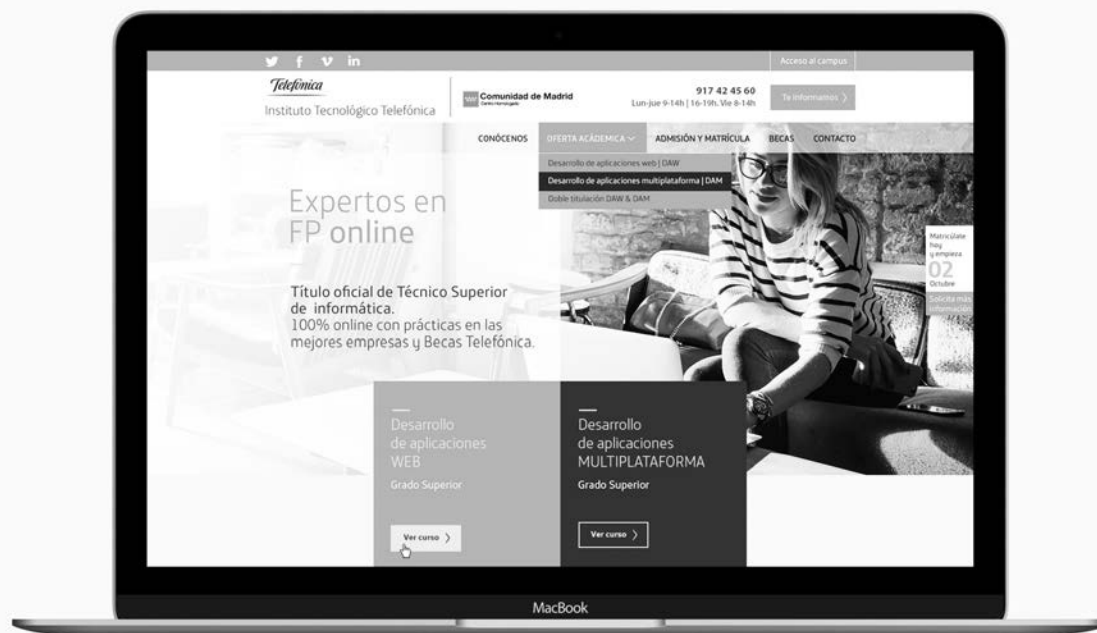 Acceso al campus
Telefónica
Instituto Tecnológico Telefónica
Comunidad de Madrid
917 42 45 60
Lun-jue 9-14h | 16-19h. Vie 8-14h
Te informamos
CONÓCENOS OFERTA ACÁDEMICA ADMISIÓN Y MATRÍCULA BECAS CONTACTO
Desarrollo de aplicaciones web | DAW
Desarrollo de aplicaciones multiplataforma | DAM
Doble titulación DAW & DAM
Expertos en
FP online
Matricúlate
hoy
y empieza
02
Octubre
Solicita más
información
Título oficial de Técnico Superior
de informática.
100% online con prácticas en las
mejores empresas y Becas Telefónica.
Desarrollo
de aplicaciones
WEB
Grado Superior
Ver curso
Desarrollo
de aplicaciones
MULTIPLATAFORMA
Grado Superior
Ver curso
MacBook